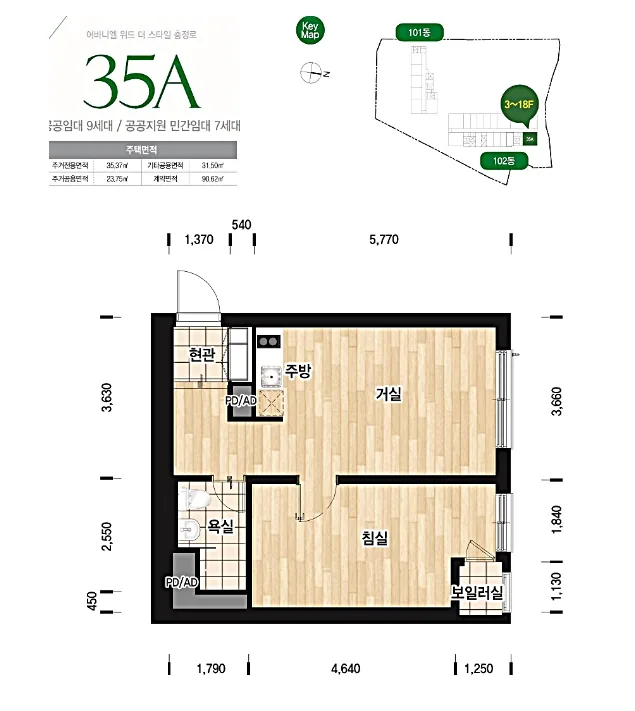 어바니엘 위드 더 스타일 충정로
35A
공공임대 9세대 / 공공지원 민간임대 7세대
주택면적
주거전용면적 35.37㎡ 기타공용면적 31.50㎡
주거공용면적 23.75㎡ 계약면적 90.62㎡
Key
Map
N
101동
3~18F
35A
102동
540
1,370 5,770
현관
주방
PD/AD
거실
3,630
3,660
욕실
침실
PD/AD
보일러실
2,550
450
1,840
1,130
1,790 4,640 1,250